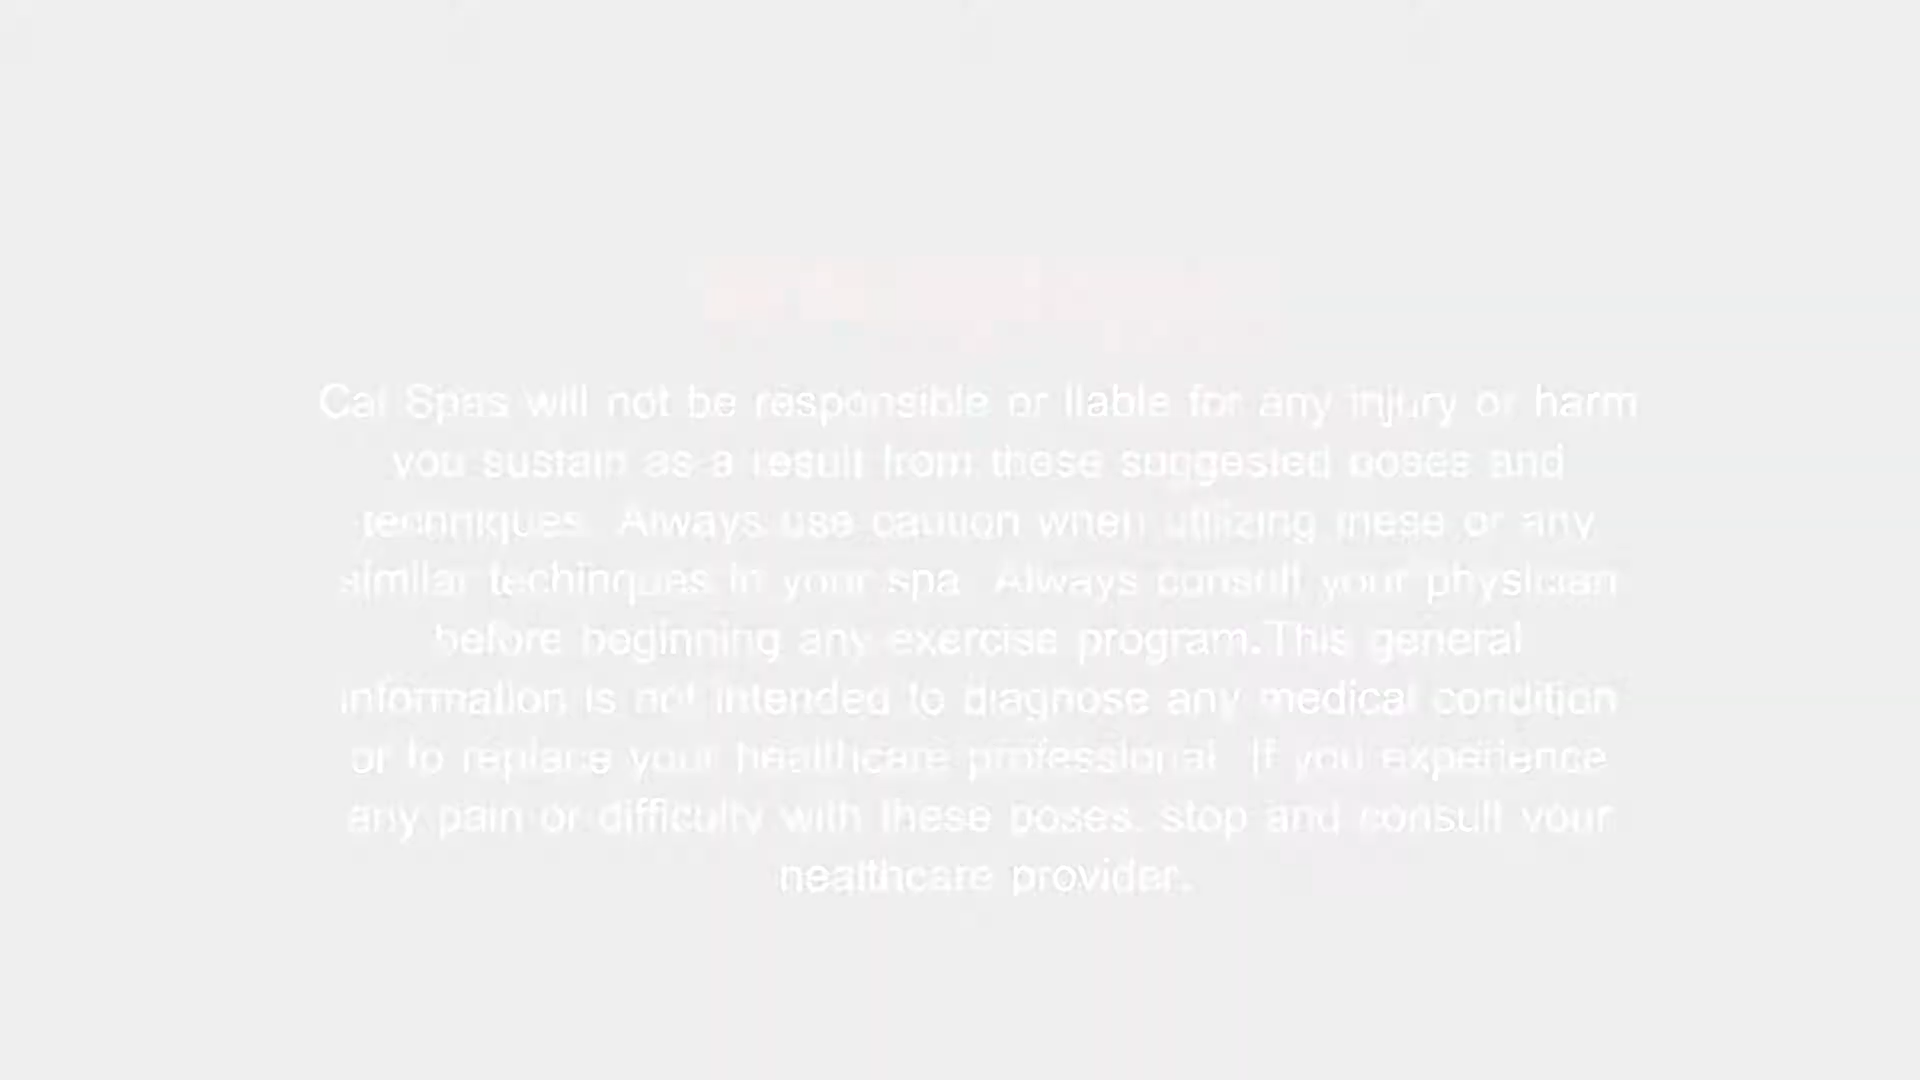 Cal Spas will not be responsible or liable for any injury or harm
you sustain as a result from these suggested poses and
techniques. Always use caution when utilizing these or any
similar techinques in your spa. Always consult your physician
before beginning any exercise program.This general
information is not intended to diagnose any medical condition
or to replace your healthcare professional. If you experience
any pain or difficulty with these poses, stop and consult your
healthcare provider.